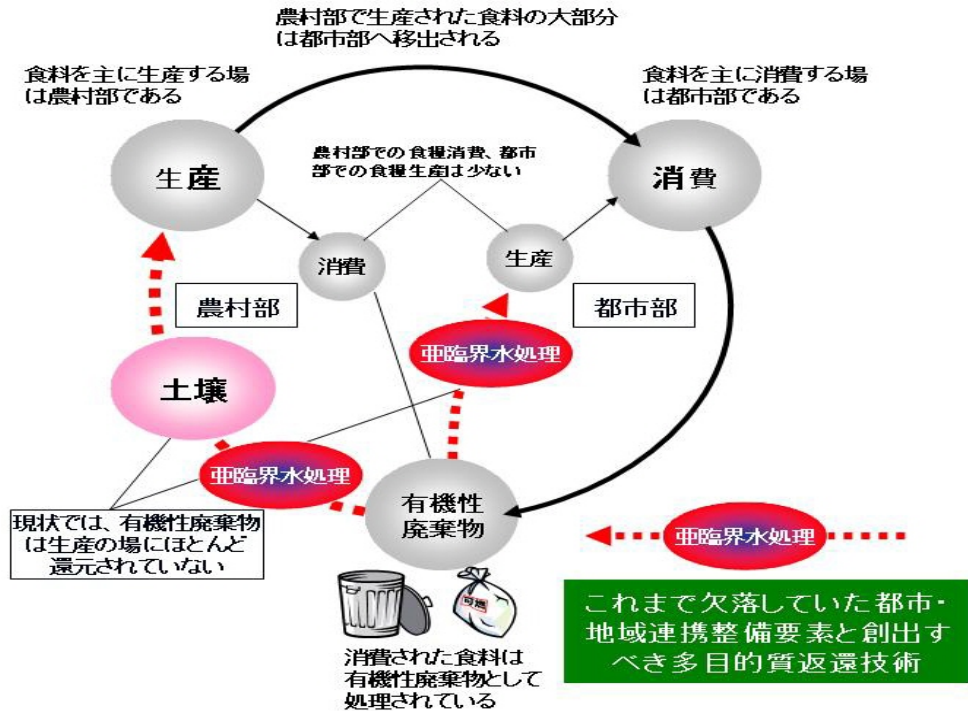 農村部で生産された食料の大部分
は都市部へ移出される
食料を主に生産する場
は農村部である
食料を主に消費する場
は都市部である
生産
農村部での食糧消費、都市
部での食糧生産は少ない
消費
消費
生産
農村部
都市部
亜臨界水処理
土壌
亜臨界水処理
有機性
廃棄物
現状では、有機性廃棄物
は生産の場にほとんど
還元されていない
亜臨界水処理
可燃
これまで欠落していた都市・
地域連携整備要素と創出す
べき多目的質返還技術
消費された食料は
有機性廃棄物として
処理されている